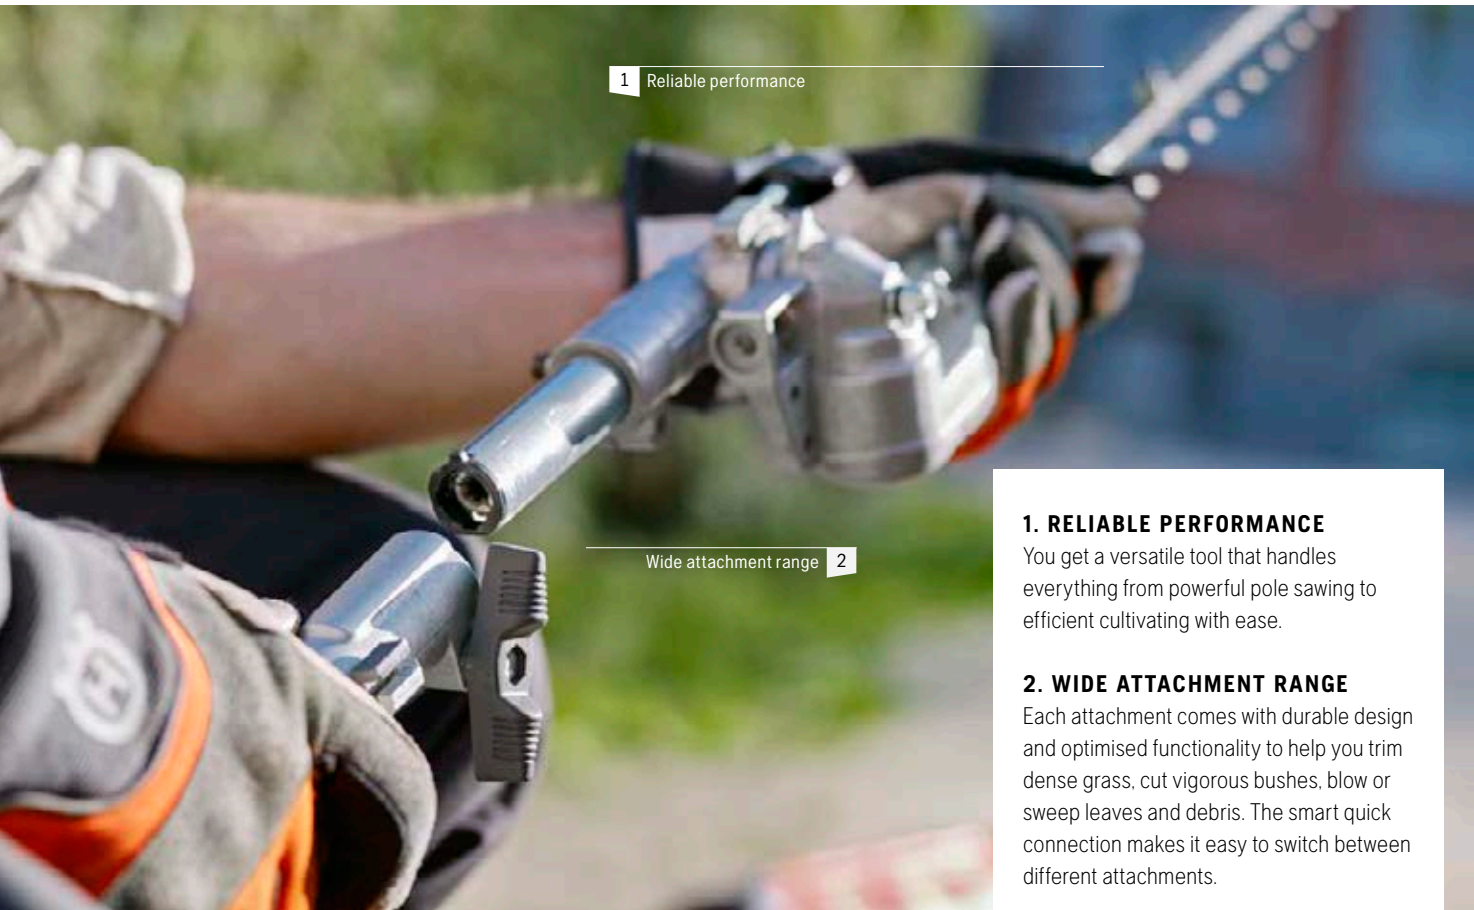 1 Reliable performance
Wide attachment range 2
1. RELIABLE PERFORMANCE
You get a versatile tool that handles
everything from powerful pole sawing to
efficient cultivating with ease.
2. WIDE ATTACHMENT RANGE
Each attachment comes with durable design
and optimised functionality to help you trim
dense grass, cut vigorous bushes, blow or
sweep leaves and debris. The smart quick
connection makes it easy to switch between
different attachments.